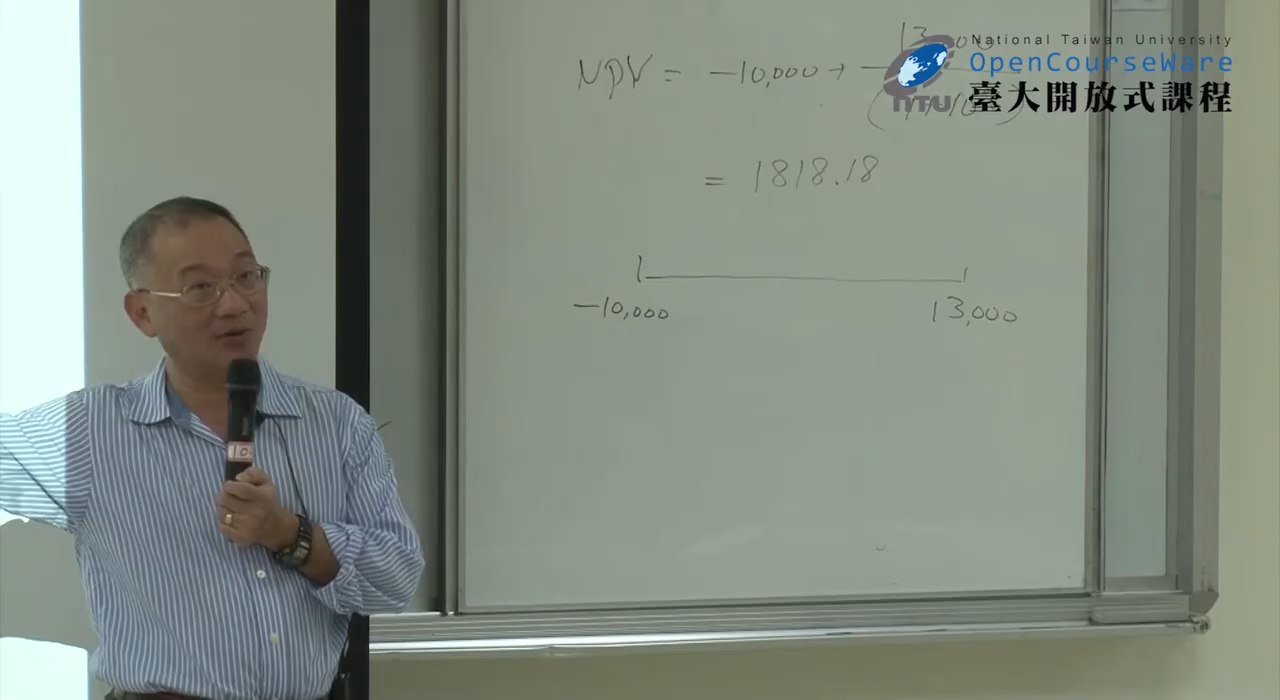 National Taiwan University
OpenCourseWare
臺大開放式課程
NTU
NPV = -10,000 +
= 1818.18
-10,000 13,000
10